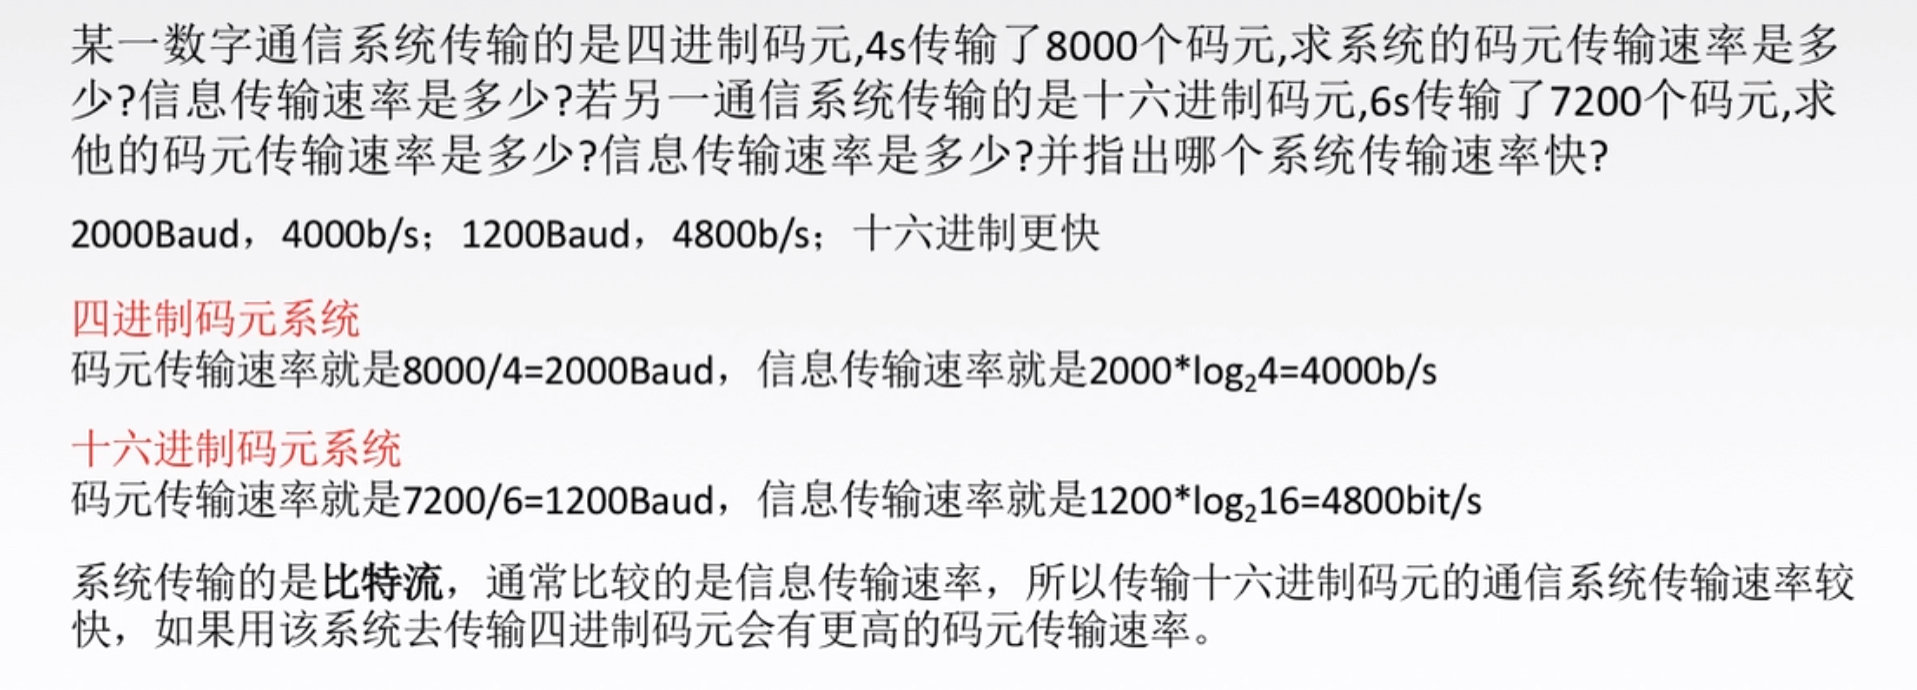 某一数字通信系统传输的是四进制码元,4s传输了8000个码元,求系统的码元传输速率是多
少?信息传输速率是多少?若另一通信系统传输的是十六进制码元,6s传输了7200个码元,求
他的码元传输速率是多少?信息传输速率是多少?并指出哪个系统传输速率快?
2000Baud，4000b/s；1200Baud，4800b/s；十六进制更快
四进制码元系统
码元传输速率就是8000/4=2000Baud，信息传输速率就是2000*log₂4=4000b/s
十六进制码元系统
码元传输速率就是7200/6=1200Baud，信息传输速率就是1200*log₂16=4800bit/s
系统传输的是比特流，通常比较的是信息传输速率，所以传输十六进制码元的通信系统传输速率较
快，如果用该系统去传输四进制码元会有更高的码元传输速率。